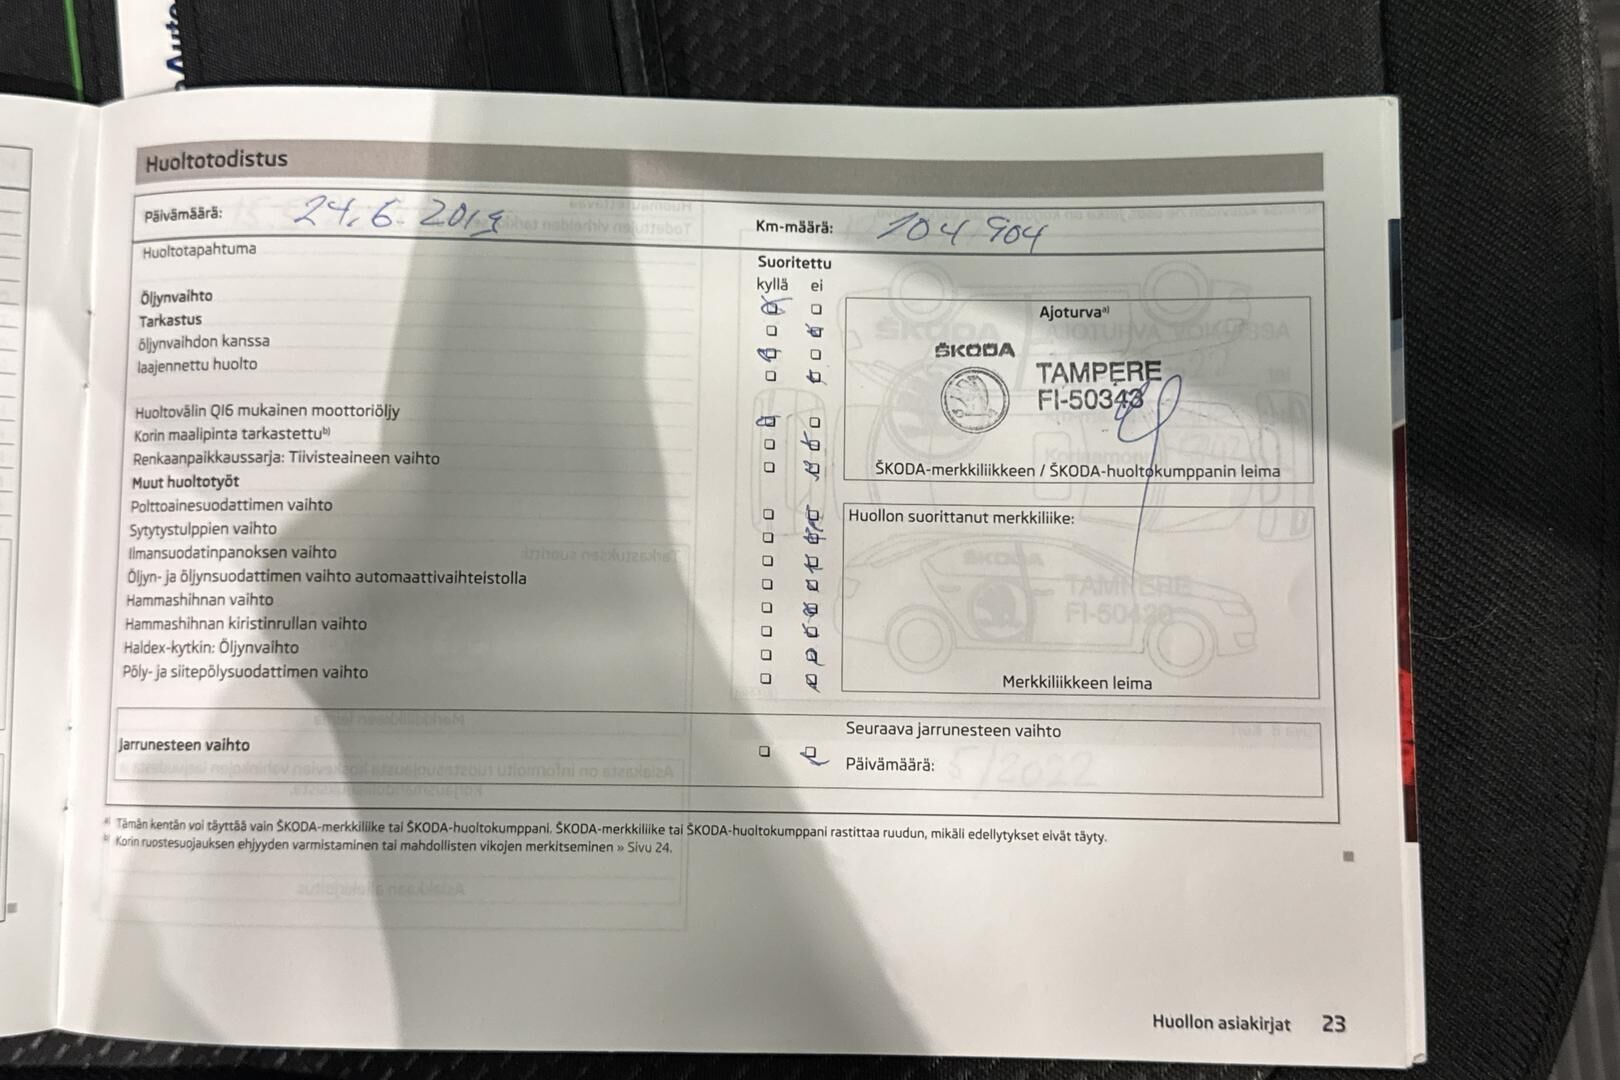 Huoltotodistus
Päivämäärä: 24.6.2019
Km-määrä: 104 904
Huoltotapahtuma
Suoritettu
kyllä ei
Öljynvaihto
Tarkastus
öljynvaihdon kanssa
laajennettu huolto
Huoltovälin QI6 mukainen moottoriöljy
Korin maalipinta tarkastettu b)
Renkaanpaikkaussarja: Tiivisteaineen vaihto
Muut huoltotyöt
Polttoainesuodattimen vaihto
Sytytystulppien vaihto
Ilmansuodatinpanoksen vaihto
Öljyn- ja öljynsuodattimen vaihto automaattivaihteistolla
Hammashihnan vaihto
Hammashihnan kiristinrullan vaihto
Haldex-kytkin: Öljynvaihto
Pöly- ja siitepölysuodattimen vaihto
Ajoturva a)
ŠKODA
TAMPERE
FI-50343
ŠKODA-merkkiliikkeen / ŠKODA-huoltokumppanin leima
Huollon suorittanut merkkiliike:
Merkkiliikkeen leima
Jarrunesteen vaihto
Seuraava jarrunesteen vaihto
Päivämäärä: 5/2022
a) Tämän kentän voi täyttää vain ŠKODA-merkkiliike tai ŠKODA-huoltokumppani. ŠKODA-merkkiliike tai ŠKODA-huoltokumppani rastittaa ruudun, mikäli edellytykset eivät täyty.
b) Korin ruostesuojauksen ehjyyden varmistaminen tai mahdollisten vikojen merkitseminen » Sivu 24.
Huollon asiakirjat 23